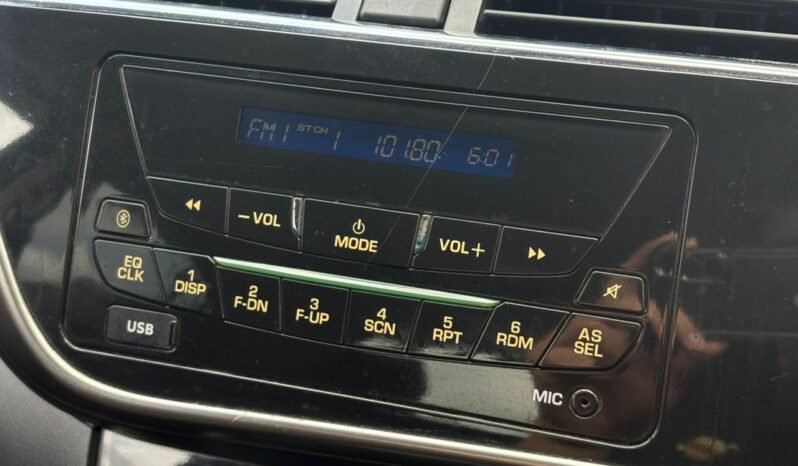 FM1 ST CH 1 101.80 6:01
− VOL
MODE
VOL +
EQ
CLK
1
DISP
2
F-DN
3
F-UP
4
SCN
5
RPT
6
RDM
AS
SEL
USB
MIC